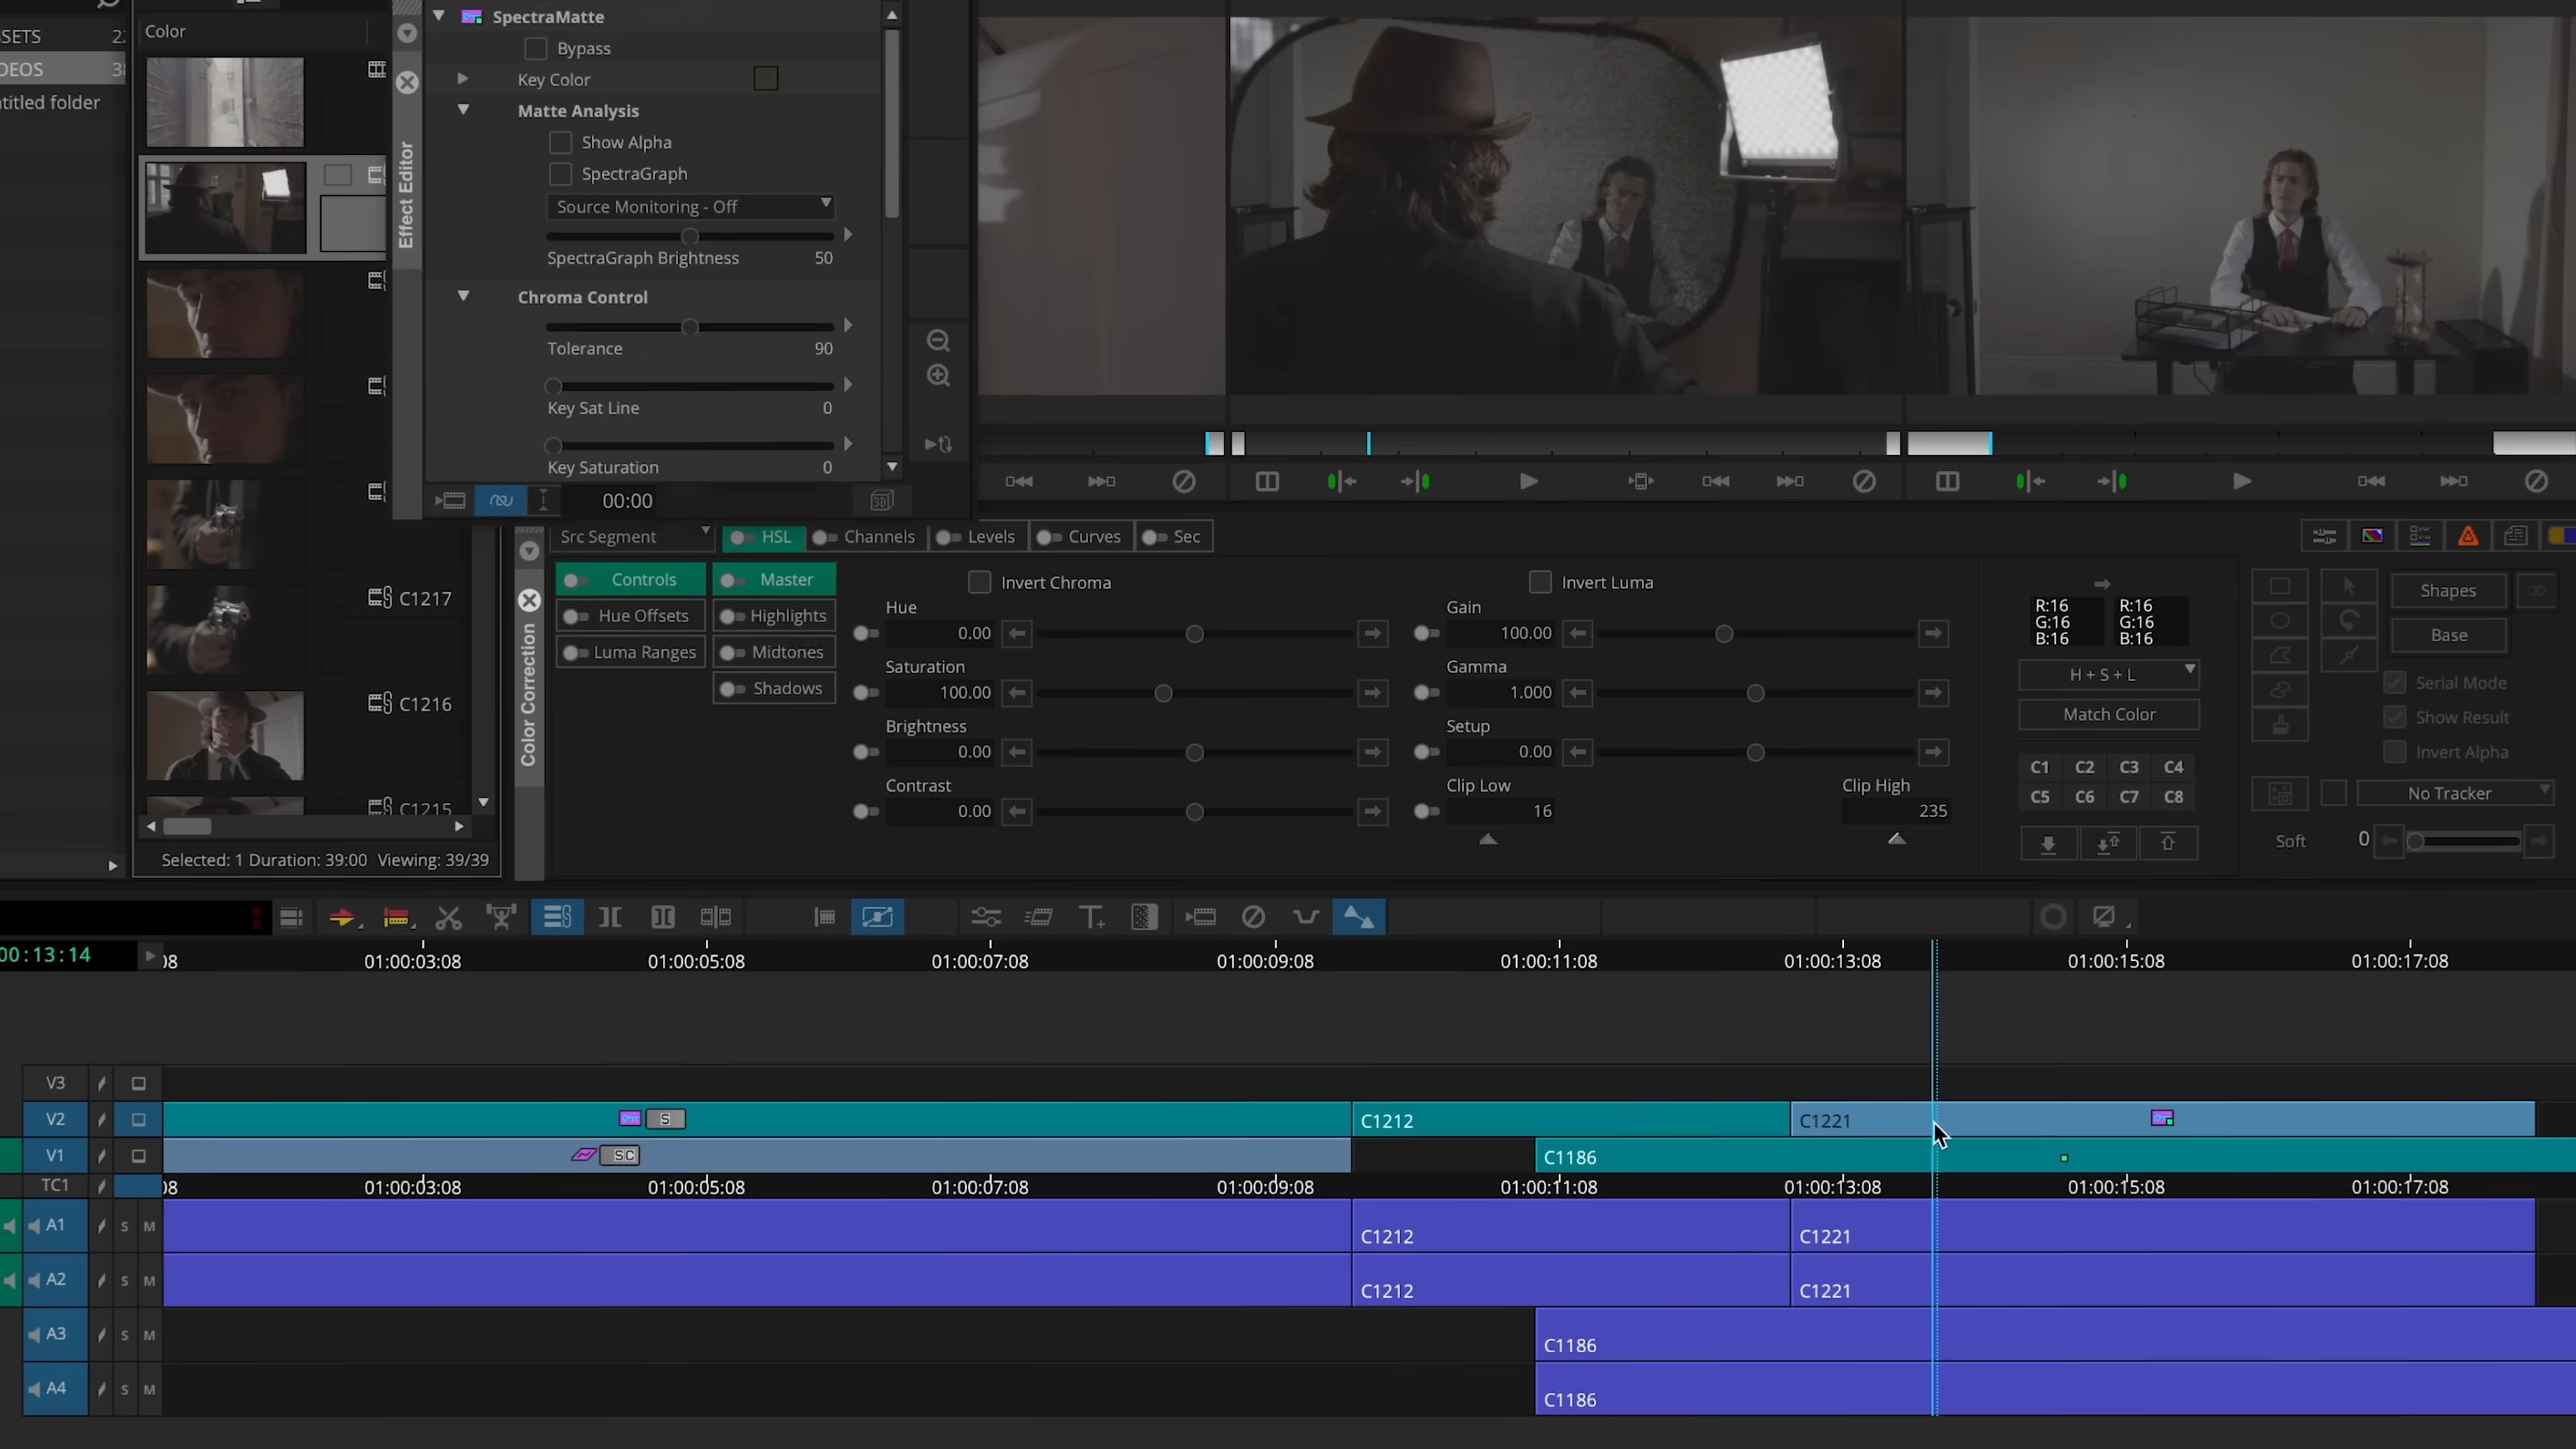 SETS 2
DEOS 38
ntitled folder
Color
C1217
C1216
C1215
Selected: 1 Duration: 39:00 Viewing: 39/39
Effect Editor
SpectraMatte
Bypass
Key Color
Matte Analysis
Show Alpha
SpectraGraph
Source Monitoring - Off
SpectraGraph Brightness 50
Chroma Control
Tolerance 90
Key Sat Line 0
Key Saturation 0
00:00
3D
Color Correction
Src Segment HSL Channels Levels Curves Sec
Controls Master
Hue Offsets Highlights
Luma Ranges Midtones
Shadows
Invert Chroma
Hue
0.00
Saturation
100.00
Brightness
0.00
Contrast
0.00
Invert Luma
Gain
100.00
Gamma
1.000
Setup
0.00
Clip Low Clip High
16 235
R:16 R:16
G:16 G:16
B:16 B:16
H + S + L
Match Color
C1 C2 C3 C4
C5 C6 C7 C8
Shapes
Base
Serial Mode
Show Result
Invert Alpha
No Tracker
Soft 0
00:13:14
08 01:00:03:08 01:00:05:08 01:00:07:08 01:00:09:08 01:00:11:08 01:00:13:08 01:00:15:08 01:00:17:08
V3
V2 S C1212 C1221
V1 SC C1186
TC1 08 01:00:03:08 01:00:05:08 01:00:07:08 01:00:09:08 01:00:11:08 01:00:13:08 01:00:15:08 01:00:17:08
A1 S M C1212 C1221
A2 S M C1212 C1221
A3 S M C1186
A4 S M C1186